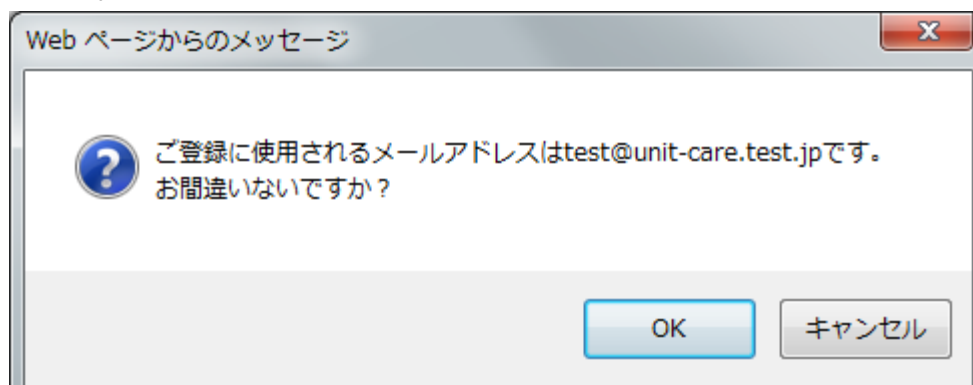 Web ページからのメッセージ
ご登録に使用されるメールアドレスはtest@unit-care.test.jpです。
お間違いないですか？
OK
キャンセル